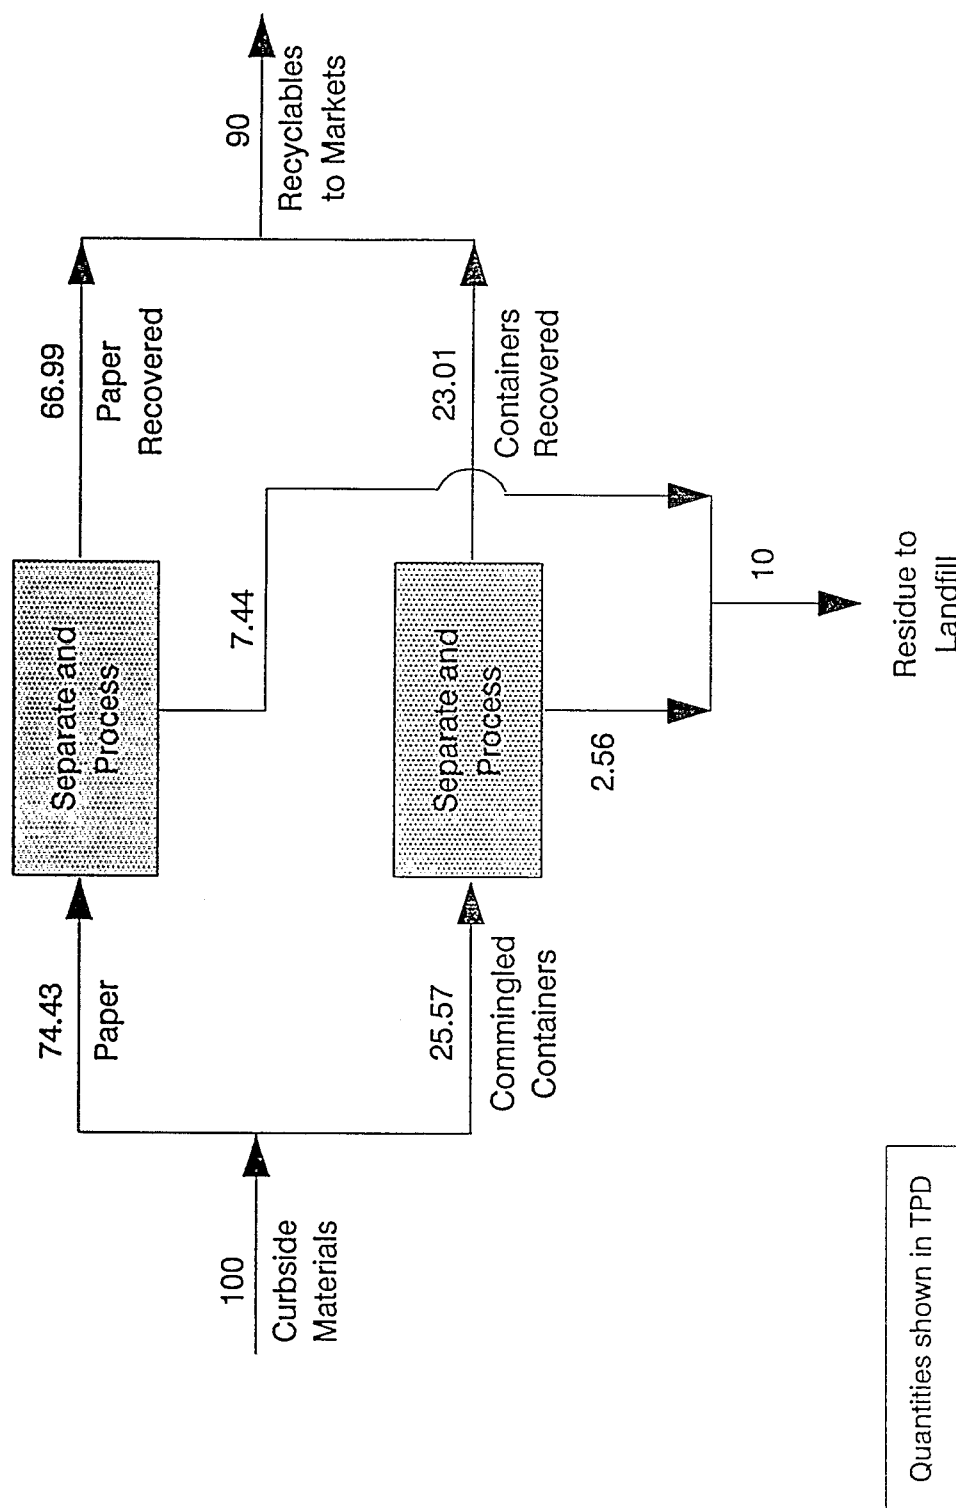 100
Curbside
Materials
74.43
Paper
25.57
Commingled
Containers
Separate and
Process
Separate and
Process
7.44
2.56
66.99
Paper
Recovered
23.01
Containers
Recovered
90
Recyclables
to Markets
10
Residue to
Landfill
Quantities shown in TPD